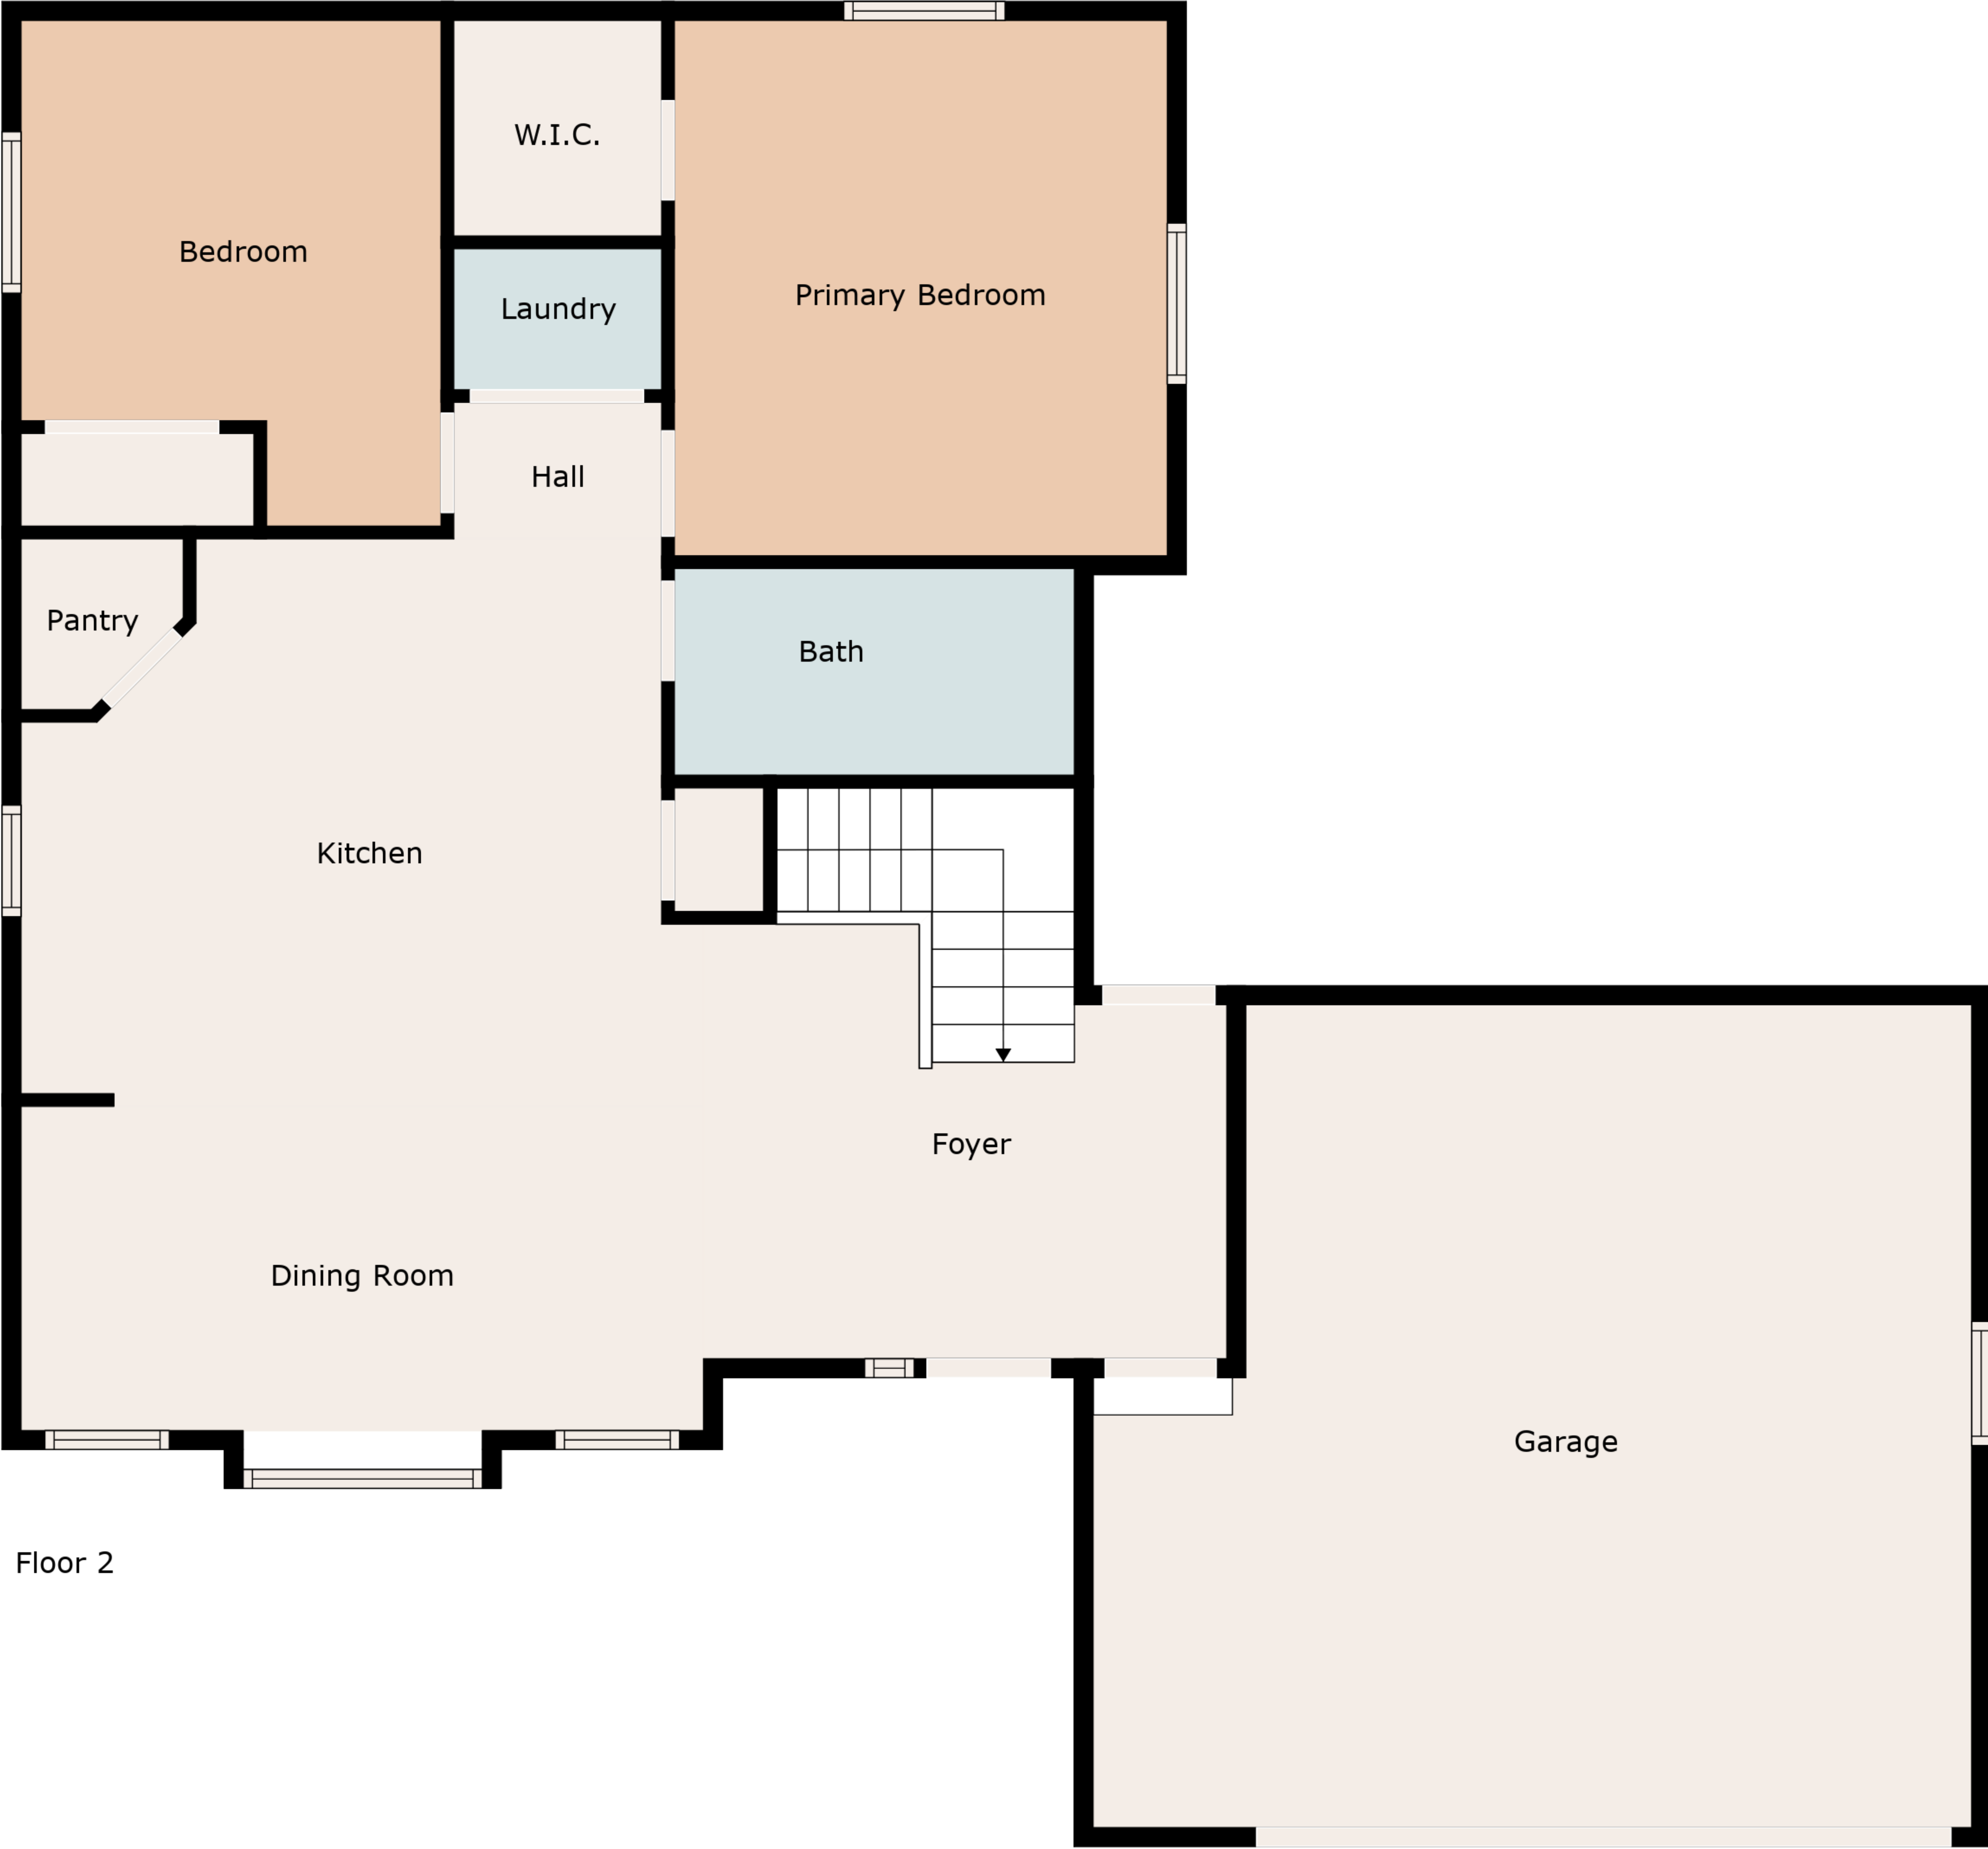 W.I.C.
Bedroom
Primary Bedroom
Laundry
Hall
Pantry
Bath
Kitchen
Foyer
Dining Room
Garage
Floor 2